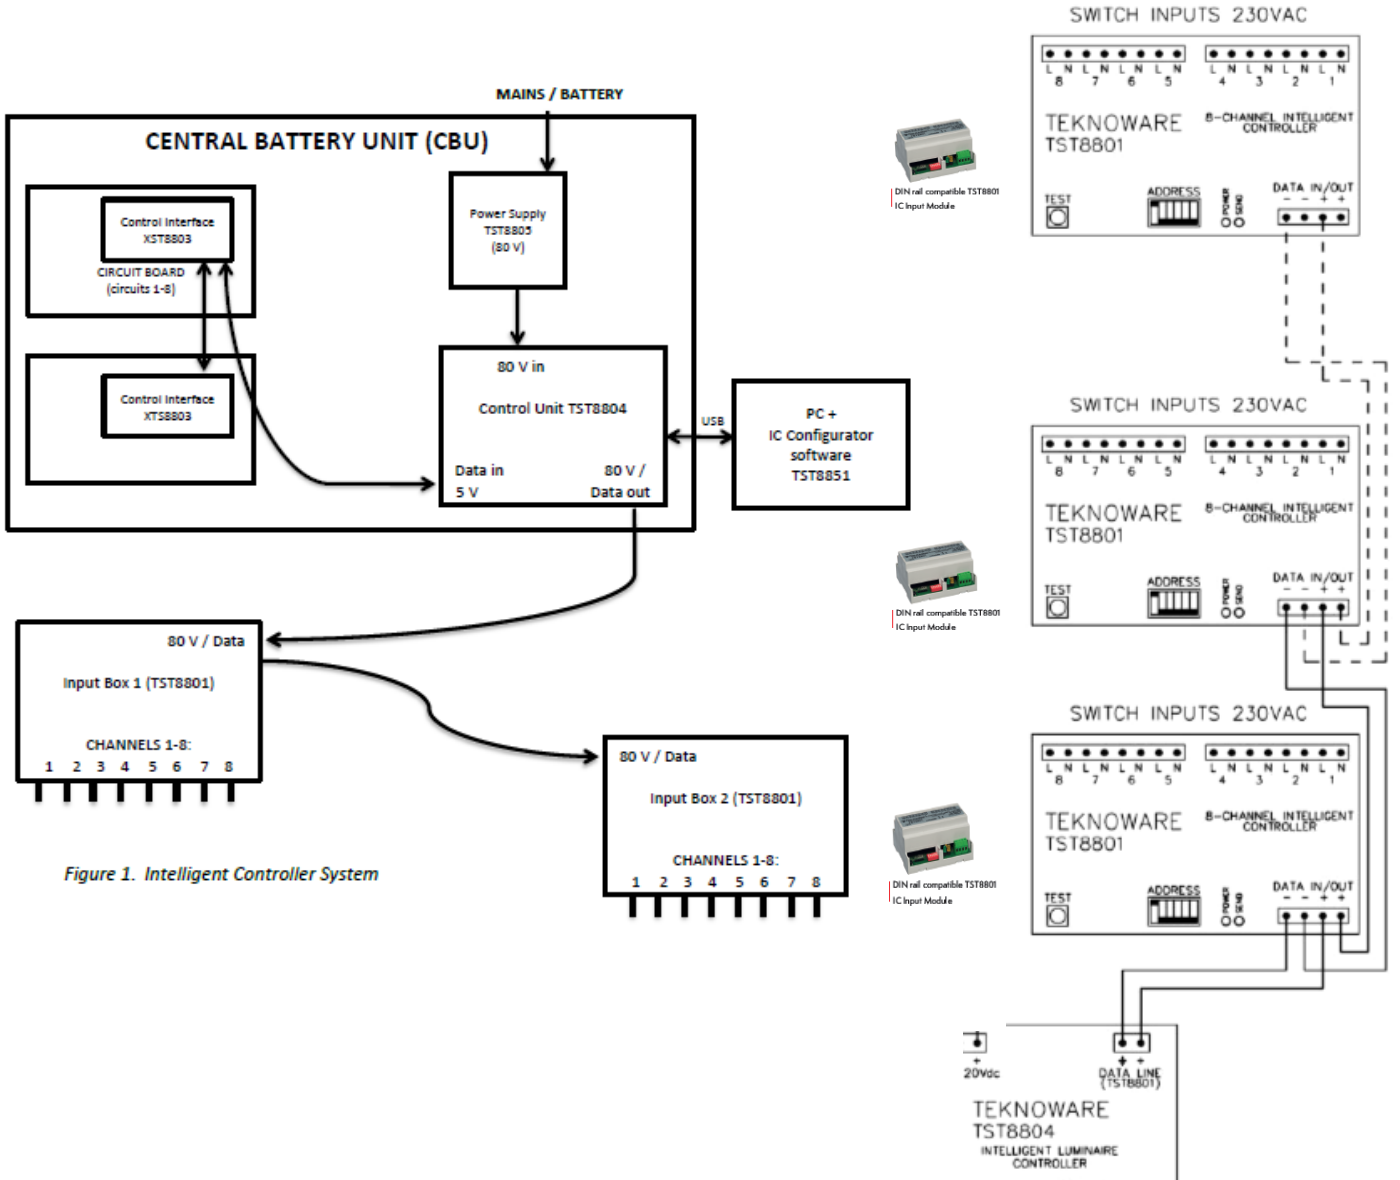 MAINS / BATTERY
CENTRAL BATTERY UNIT (CBU)
Control Interface
XST8803
CIRCUIT BOARD
(circuits 1-8)
Control Interface
XTS8803
Power Supply
TST8805
(80 V)
80 V in
Control Unit TST8804
Data in
5 V
80 V /
Data out
USB
PC +
IC Configurator
software
TST8851
80 V / Data
Input Box 1 (TST8801)
CHANNELS 1-8:
1 2 3 4 5 6 7 8
80 V / Data
Input Box 2 (TST8801)
CHANNELS 1-8:
1 2 3 4 5 6 7 8
Figure 1. Intelligent Controller System
DIN rail compatible TST8801
IC Input Module
DIN rail compatible TST8801
IC Input Module
DIN rail compatible TST8801
IC Input Module
SWITCH INPUTS 230VAC
L N L N L N L N L N L N L N L N
8 7 6 5 4 3 2 1
TEKNOWARE
TST8801
8-CHANNEL INTELLIGENT
CONTROLLER
TEST
ADDRESS
POWER
SEND
DATA IN/OUT
- - + +
SWITCH INPUTS 230VAC
L N L N L N L N L N L N L N L N
8 7 6 5 4 3 2 1
TEKNOWARE
TST8801
8-CHANNEL INTELLIGENT
CONTROLLER
TEST
ADDRESS
POWER
SEND
DATA IN/OUT
- - + +
SWITCH INPUTS 230VAC
L N L N L N L N L N L N L N L N
8 7 6 5 4 3 2 1
TEKNOWARE
TST8801
8-CHANNEL INTELLIGENT
CONTROLLER
TEST
ADDRESS
POWER
SEND
DATA IN/OUT
- - + +
+
20Vdc
+
DATA LINE
(TST8801)
TEKNOWARE
TST8804
INTELLIGENT LUMINAIRE
CONTROLLER